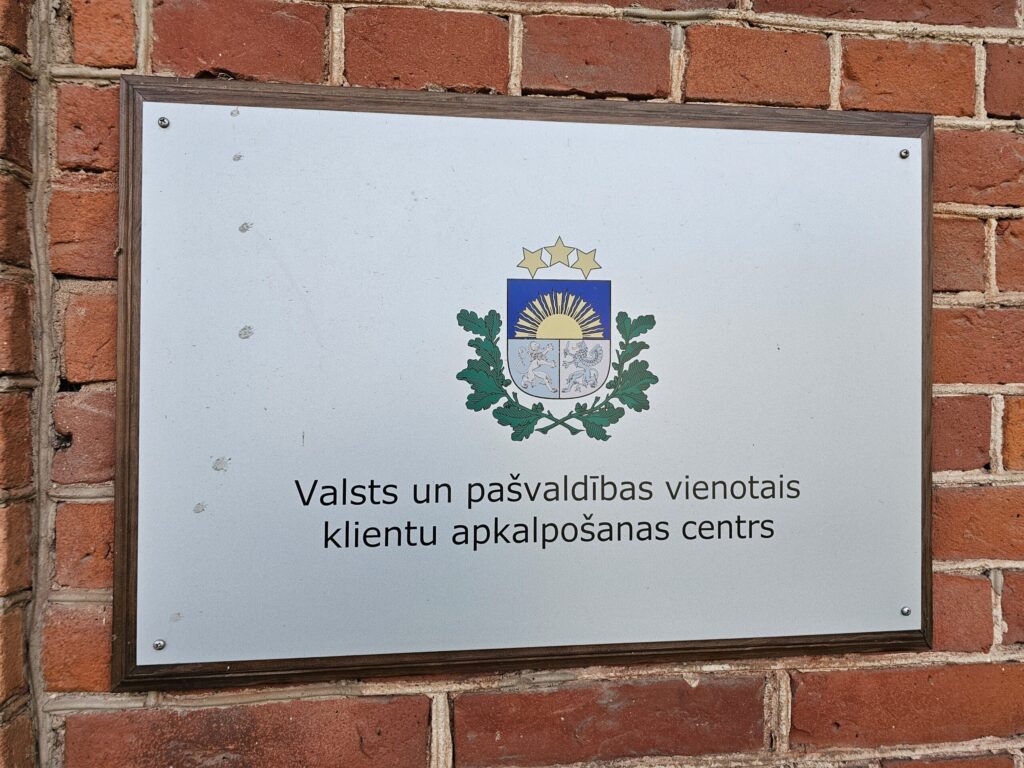 Valsts un pašvaldības vienotais
klientu apkalpošanas centrs